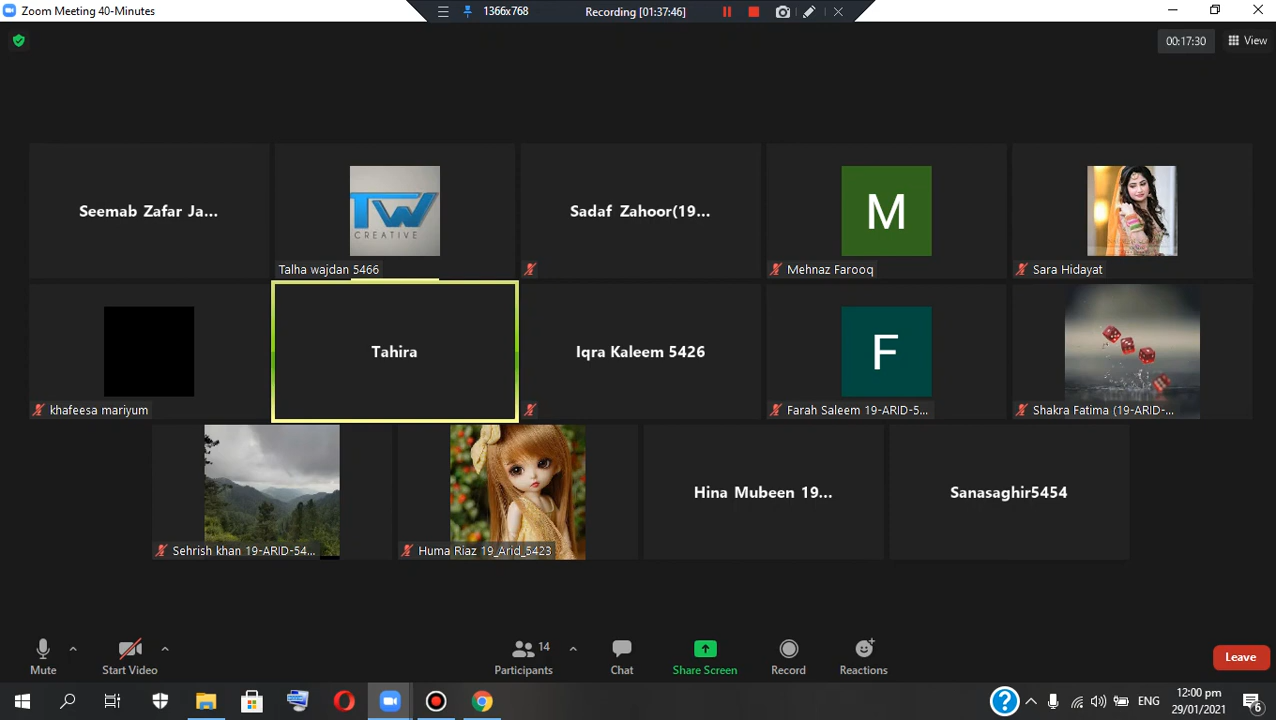 Zoom Meeting 40-Minutes
1366x768
Recording [01:37:46]
00:17:30
View
Seemab Zafar Ja...
TW
CREATIVE
Talha wajdan 5466
Sadaf Zahoor(19...
M
Mehnaz Farooq
Sara Hidayat
khafeesa mariyum
Tahira
Iqra Kaleem 5426
F
Farah Saleem 19-ARID-5...
Shakra Fatima (19-ARID-...
Sehrish khan 19-ARID-54...
Huma Riaz 19_Arid_5423
Hina Mubeen 19...
Sanasaghir5454
Mute
Start Video
14
Participants
Chat
Share Screen
Record
Reactions
Leave
ENG
12:00 pm
29/01/2021
6